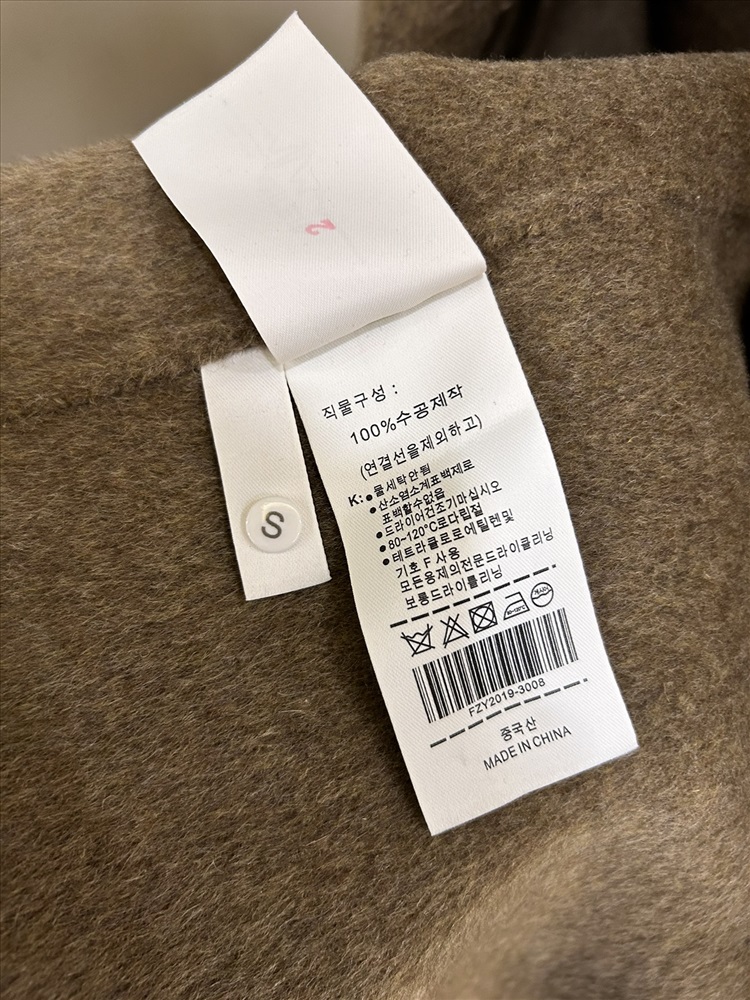 2
S
직물구성 :
100%수공제작
(연결선을제외하고)
K: ●물세탁안됨
●산소염소계표백제로
표백할수없음
●드라이어건조기마십시오
●80~120°C로다림절
●테트라클로로에틸렌및
기호 F 사용
모든용제의전문드라이클리닝
보통드라이틀리닝
FZY2019-3008
중국산
MADE IN CHINA